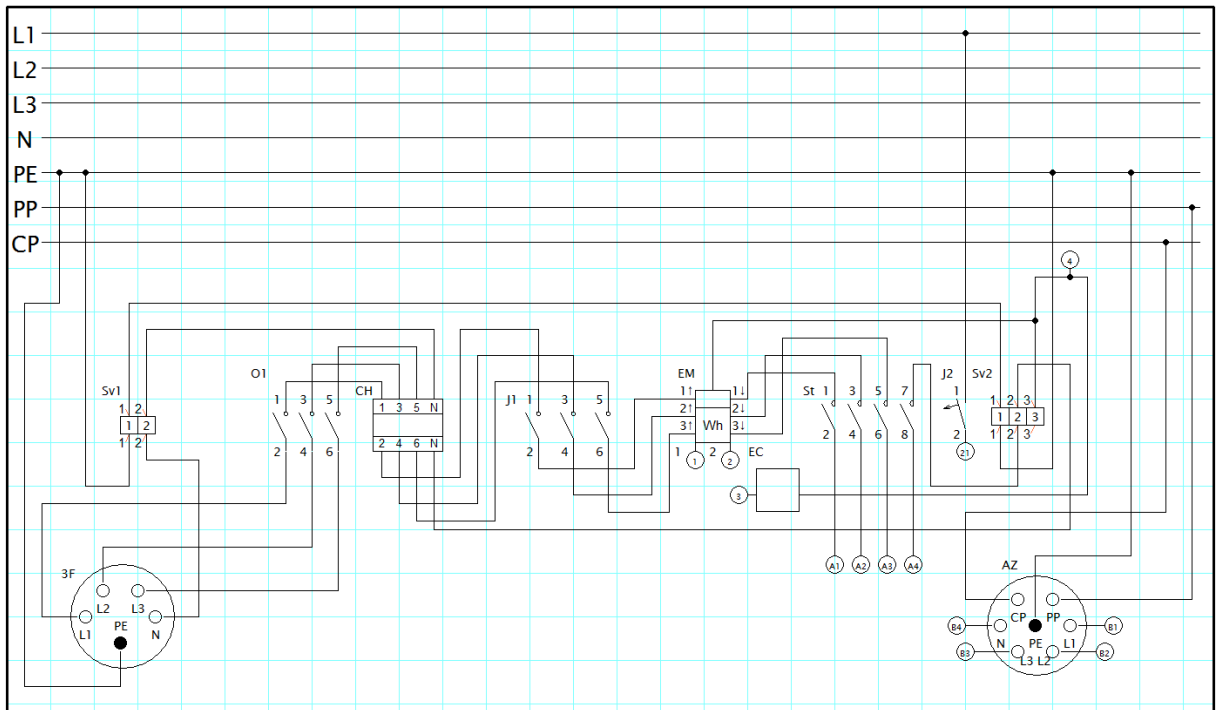 L1
L2
L3
N
PE
PP
CP
4
Sv1
O1
CH
J1
EM
St
J2
Sv2
1 2
1 2
1 2
1 3 5
2 4 6
1 3 5 N
2 4 6 N
1 3 5
2 4 6
1↑ 1↓
2↑ Wh 2↓
3↑ 3↓
1 2
1 2
EC
3
1 3 5 7
2 4 6 8
1
2
21
1 2 3
1 2 3
1 2 3
A1 A2 A3 A4
3F
L2 L3
L1 PE N
AZ
CP PP
B4 B1
N PE L1
B3 L3 L2 B2